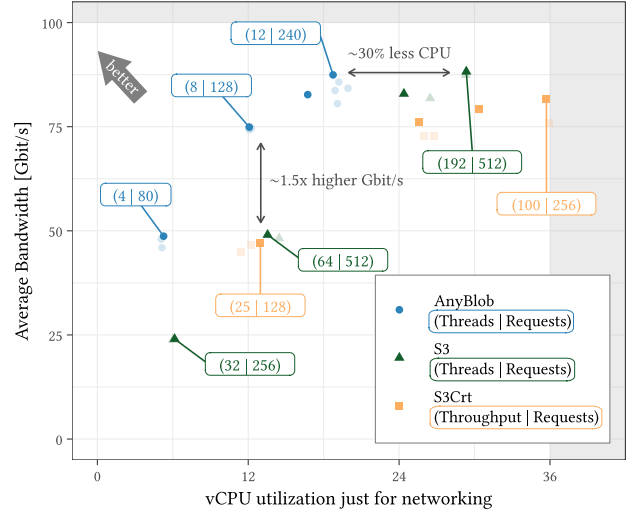 100
75
50
25
0
Average Bandwidth [Gbit/s]
better
(12 | 240)
~30% less CPU
(8 | 128)
(192 | 512)
~1.5x higher Gbit/s
(4 | 80)
(100 | 256)
(64 | 512)
(25 | 128)
(32 | 256)
AnyBlob
(Threads | Requests)
S3
(Threads | Requests)
S3Crt
(Throughput | Requests)
0
12
24
36
vCPU utilization just for networking